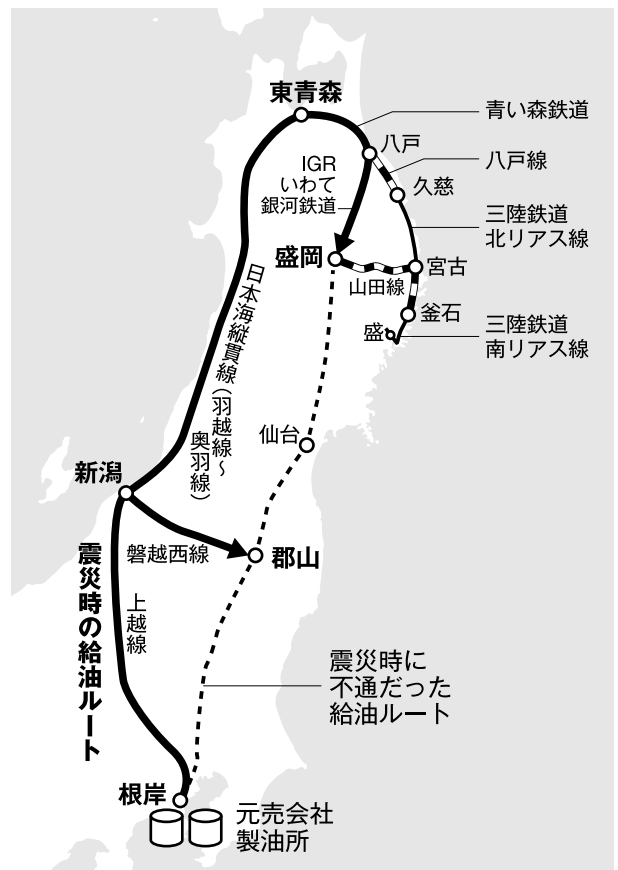 東青森
青い森鉄道
八戸
八戸線
IGR
いわて
銀河鉄道
久慈
三陸鉄道
北リアス線
盛岡
宮古
山田線
釜石
盛
三陸鉄道
南リアス線
日本海縦貫線（羽越線～
奥羽線）
仙台
新潟
磐越西線
郡山
震災時の給油ルート
上越線
震災時に
不通だった
給油ルート
根岸
元売会社
製油所